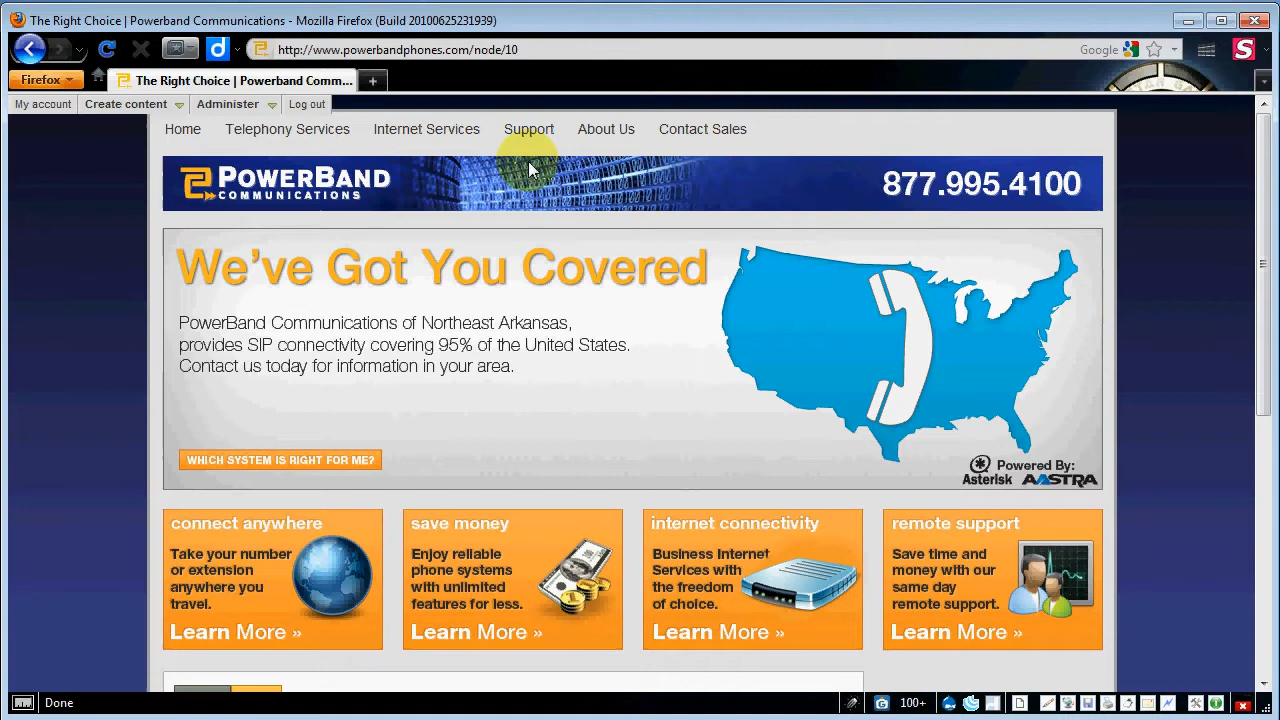 The Right Choice | Powerband Communications - Mozilla Firefox (Build 20100625231939)
http://www.powerbandphones.com/node/10
Google
Firefox
The Right Choice | Powerband Comm...
My account Create content Administer Log out
Home Telephony Services Internet Services Support About Us Contact Sales
POWERBAND
COMMUNICATIONS
877.995.4100
We've Got You Covered
PowerBand Communications of Northeast Arkansas,
provides SIP connectivity covering 95% of the United States.
Contact us today for information in your area.
WHICH SYSTEM IS RIGHT FOR ME?
Powered By:
Asterisk AASTRA
connect anywhere
Take your number
or extension
anywhere you
travel.
Learn More »
save money
Enjoy reliable
phone systems
with unlimited
features for less.
Learn More »
internet connectivity
Business Internet
Services with
the freedom
of choice.
Learn More »
remote support
Save time and
money with our
same day
remote support.
Learn More »
Done
100+